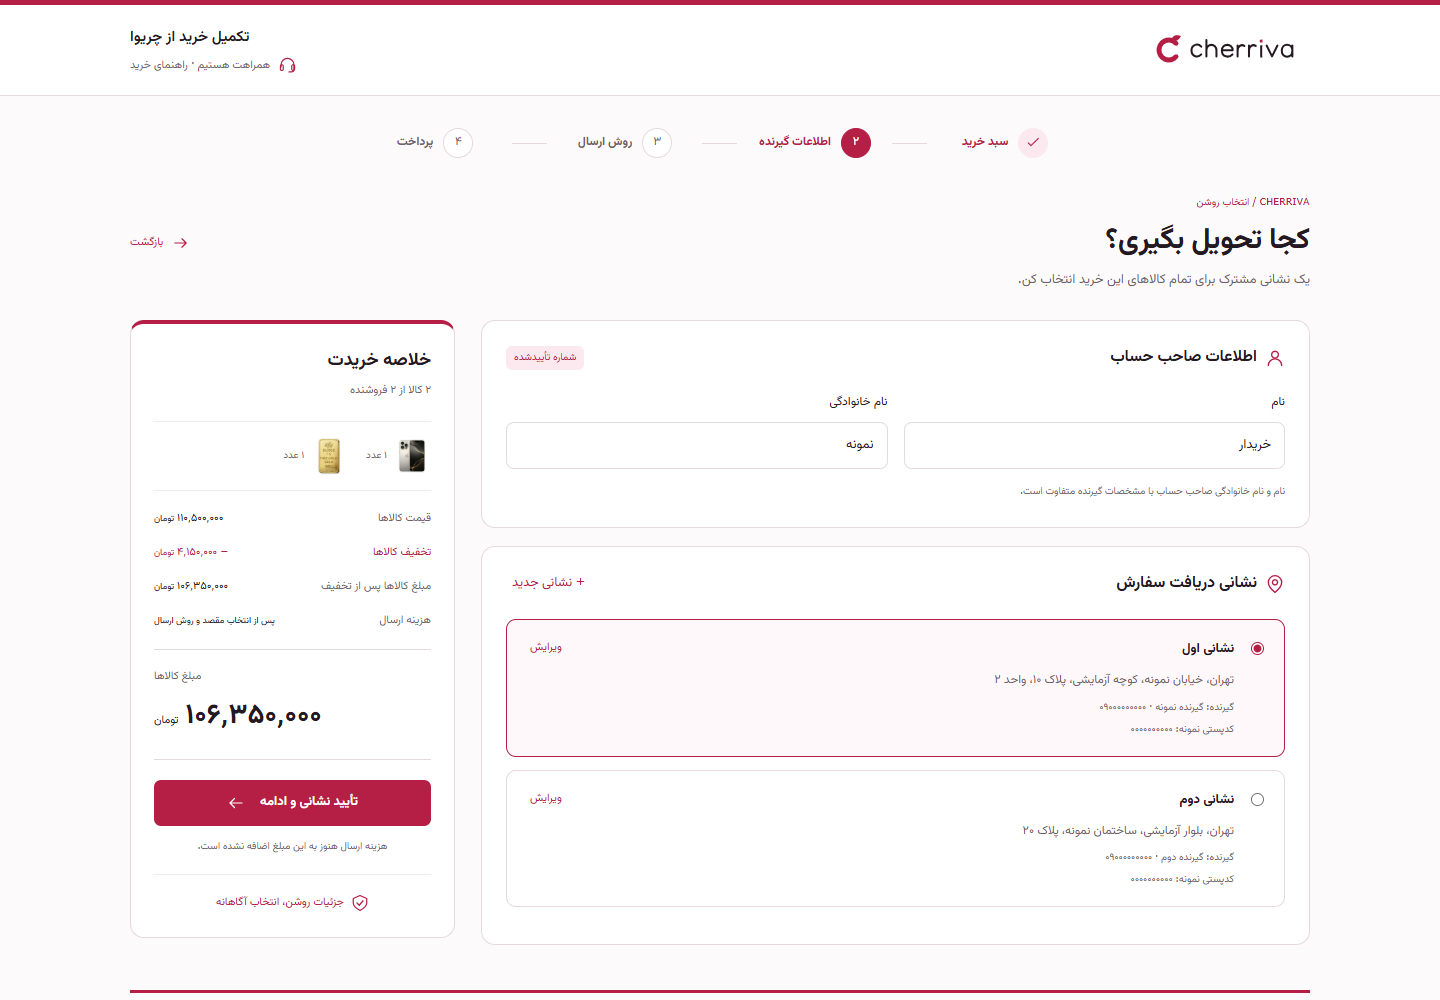 cherriva
تکمیل خرید از چریوا
همراهت هستیم · راهنمای خرید
سبد خرید
۲ اطلاعات گیرنده
۳ روش ارسال
۴ پرداخت
CHERRIVA / انتخاب روشن
کجا تحویل بگیری؟
بازگشت
یک نشانی مشترک برای تمام کالاهای این خرید انتخاب کن.
اطلاعات صاحب حساب
شماره تأییدشده
نام
نام خانوادگی
خریدار
نمونه
نام و نام خانوادگی صاحب حساب با مشخصات گیرنده متفاوت است.
نشانی دریافت سفارش
+ نشانی جدید
نشانی اول
ویرایش
تهران، خیابان نمونه، کوچه آزمایشی، پلاک ۱۰، واحد ۲
گیرنده: گیرنده نمونه · ۰۹۰۰۰۰۰۰۰۰۰
کدپستی نمونه: ۰۰۰۰۰۰۰۰۰۰
نشانی دوم
ویرایش
تهران، بلوار آزمایشی، ساختمان نمونه، پلاک ۲۰
گیرنده: گیرنده دوم · ۰۹۰۰۰۰۰۰۰۰۰
کدپستی نمونه: ۰۰۰۰۰۰۰۰۰۰
خلاصه خریدت
۲ کالا از ۲ فروشنده
۱ عدد
۱ عدد
قیمت کالاها
۱۱۰,۵۰۰,۰۰۰ تومان
تخفیف کالاها
− ۴,۱۵۰,۰۰۰ تومان
مبلغ کالاها پس از تخفیف
۱۰۶,۳۵۰,۰۰۰ تومان
هزینه ارسال
پس از انتخاب مقصد و روش ارسال
مبلغ کالاها
۱۰۶,۳۵۰,۰۰۰ تومان
تأیید نشانی و ادامه
هزینه ارسال هنوز به این مبلغ اضافه نشده است.
جزئیات روشن، انتخاب آگاهانه